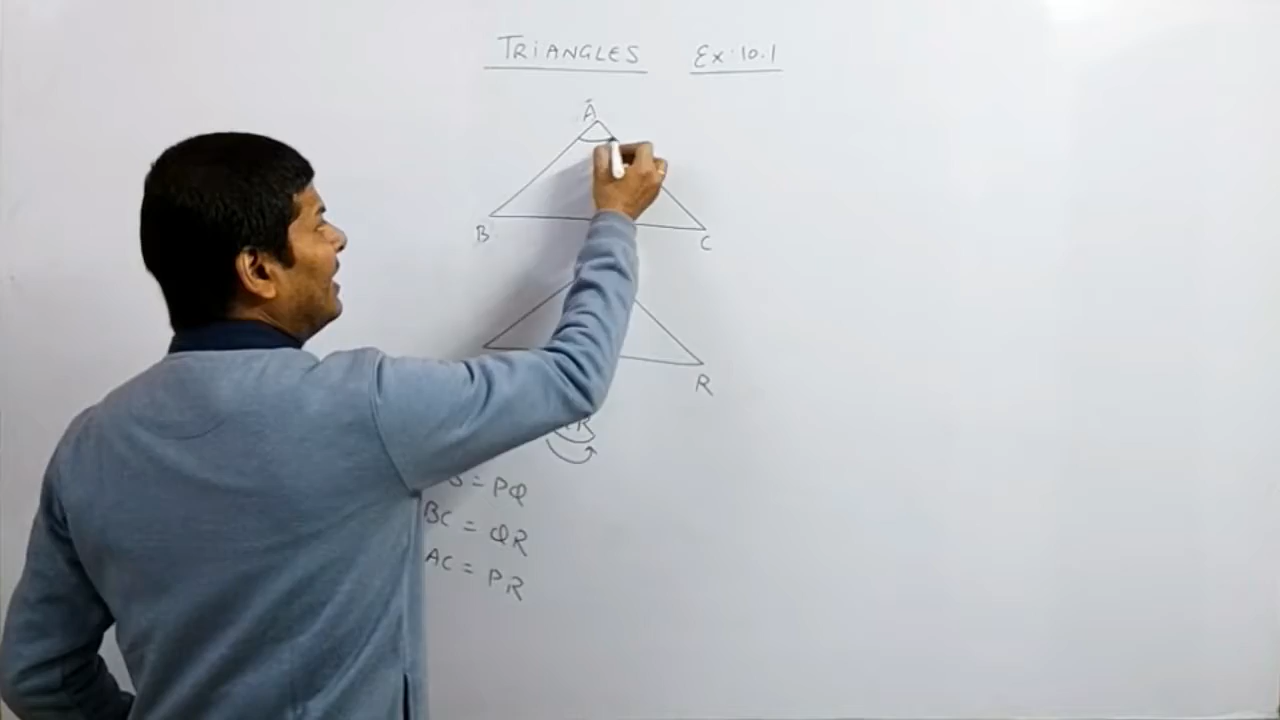 TRIANGLES Ex 10.1
A
B C
R
= PQ
BC = QR
AC = PR